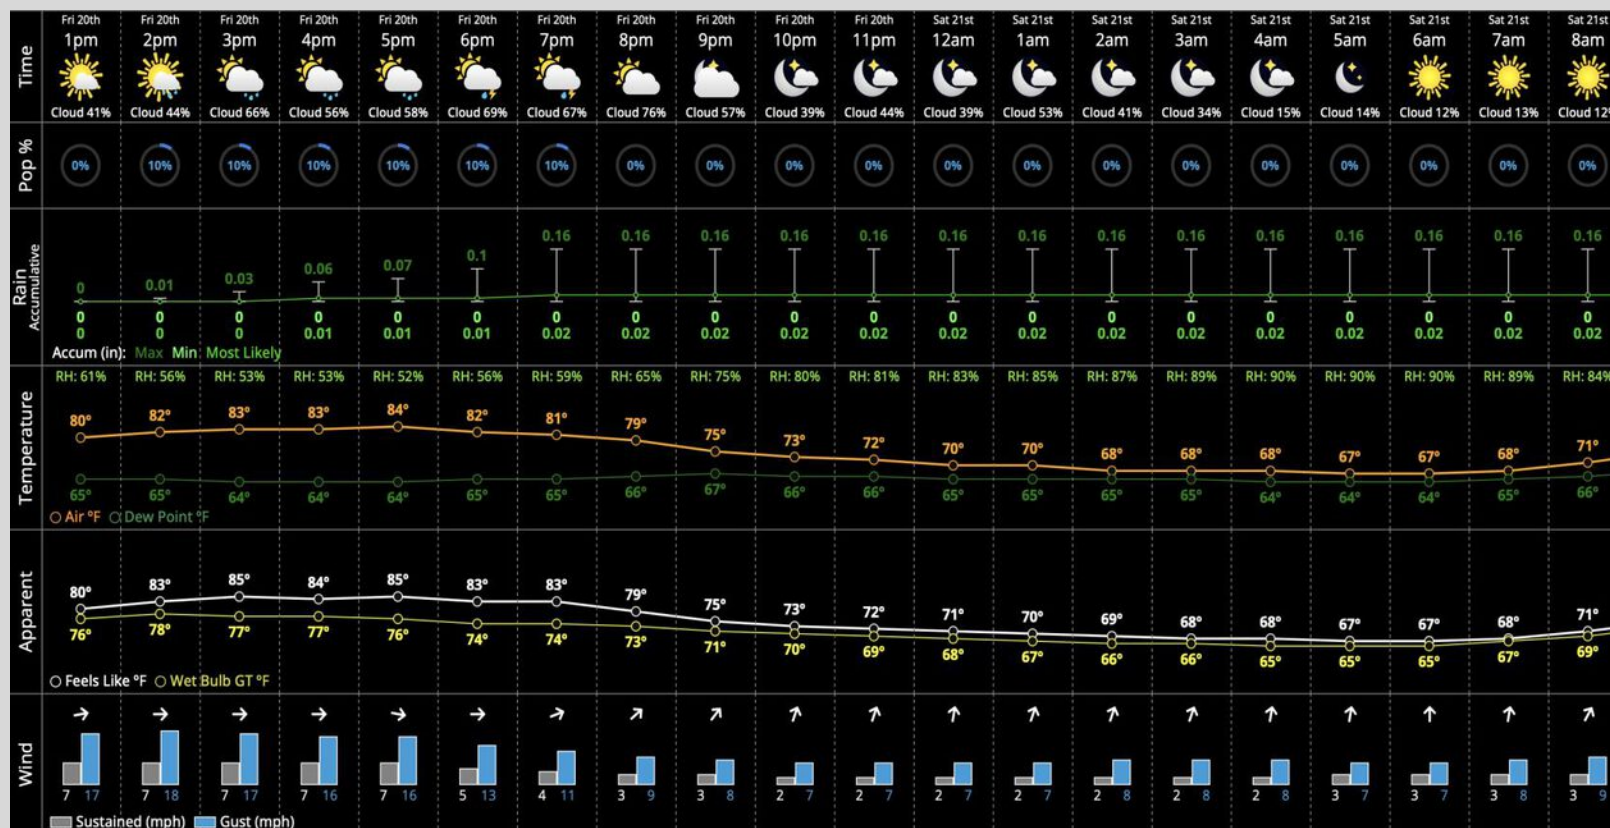 Fri 20th Fri 20th Fri 20th Fri 20th Fri 20th Fri 20th Fri 20th Fri 20th Fri 20th Fri 20th Fri 20th Sat 21st Sat 21st Sat 21st Sat 21st Sat 21st Sat 21st Sat 21st Sat 21st Sat 21st
1pm 2pm 3pm 4pm 5pm 6pm 7pm 8pm 9pm 10pm 11pm 12am 1am 2am 3am 4am 5am 6am 7am 8am
Time
Cloud 41% Cloud 44% Cloud 66% Cloud 56% Cloud 58% Cloud 69% Cloud 67% Cloud 76% Cloud 57% Cloud 39% Cloud 44% Cloud 39% Cloud 53% Cloud 41% Cloud 34% Cloud 15% Cloud 14% Cloud 12% Cloud 13% Cloud 12%
Pop %
0% 10% 10% 10% 10% 10% 10% 0% 0% 0% 0% 0% 0% 0% 0% 0% 0% 0% 0% 0%
Rain
Accumulative
0 0.01 0.03 0.06 0.07 0.1 0.16 0.16 0.16 0.16 0.16 0.16 0.16 0.16 0.16 0.16 0.16 0.16 0.16 0.16
0 0 0 0 0 0 0 0 0 0 0 0 0 0 0 0 0 0 0 0
0 0 0 0.01 0.01 0.01 0.02 0.02 0.02 0.02 0.02 0.02 0.02 0.02 0.02 0.02 0.02 0.02 0.02 0.02
Accum (in): Max Min Most Likely
Temperature
RH: 61% RH: 56% RH: 53% RH: 53% RH: 52% RH: 56% RH: 59% RH: 65% RH: 75% RH: 80% RH: 81% RH: 83% RH: 85% RH: 87% RH: 89% RH: 90% RH: 90% RH: 90% RH: 89% RH: 84%
80° 82° 83° 83° 84° 82° 81° 79° 75° 73° 72° 70° 70° 68° 68° 68° 67° 67° 68° 71°
65° 65° 64° 64° 64° 65° 65° 66° 67° 66° 66° 65° 65° 65° 65° 64° 64° 64° 65° 66°
Air °F Dew Point °F
Apparent
80° 83° 85° 84° 85° 83° 83° 79° 75° 73° 72° 71° 70° 69° 68° 68° 67° 67° 68° 71°
76° 78° 77° 77° 76° 74° 74° 73° 71° 70° 69° 68° 67° 66° 66° 65° 65° 65° 67° 69°
Feels Like °F Wet Bulb GT °F
Wind
7 17 7 18 7 17 7 16 7 16 5 13 4 11 3 9 3 8 2 7 2 7 2 7 2 7 2 8 2 8 2 8 3 7 3 7 3 8 3 9
Sustained (mph) Gust (mph)